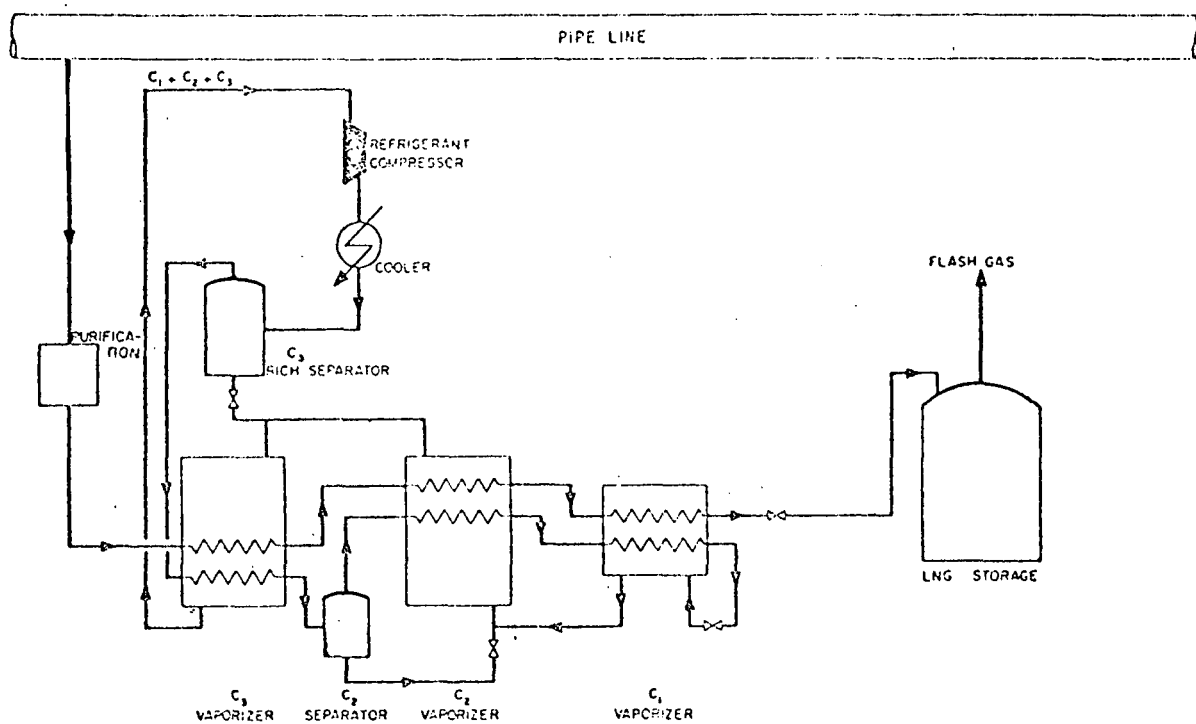 PIPE LINE
C₁ + C₂ + C₃
REFRIGERANT
COMPRESSOR
COOLER
FLASH GAS
PURIFICA-
TION
C₃
RICH SEPARATOR
LNG STORAGE
C₃
VAPORIZER
C₂
SEPARATOR
C₂
VAPORIZER
C₁
VAPORIZER